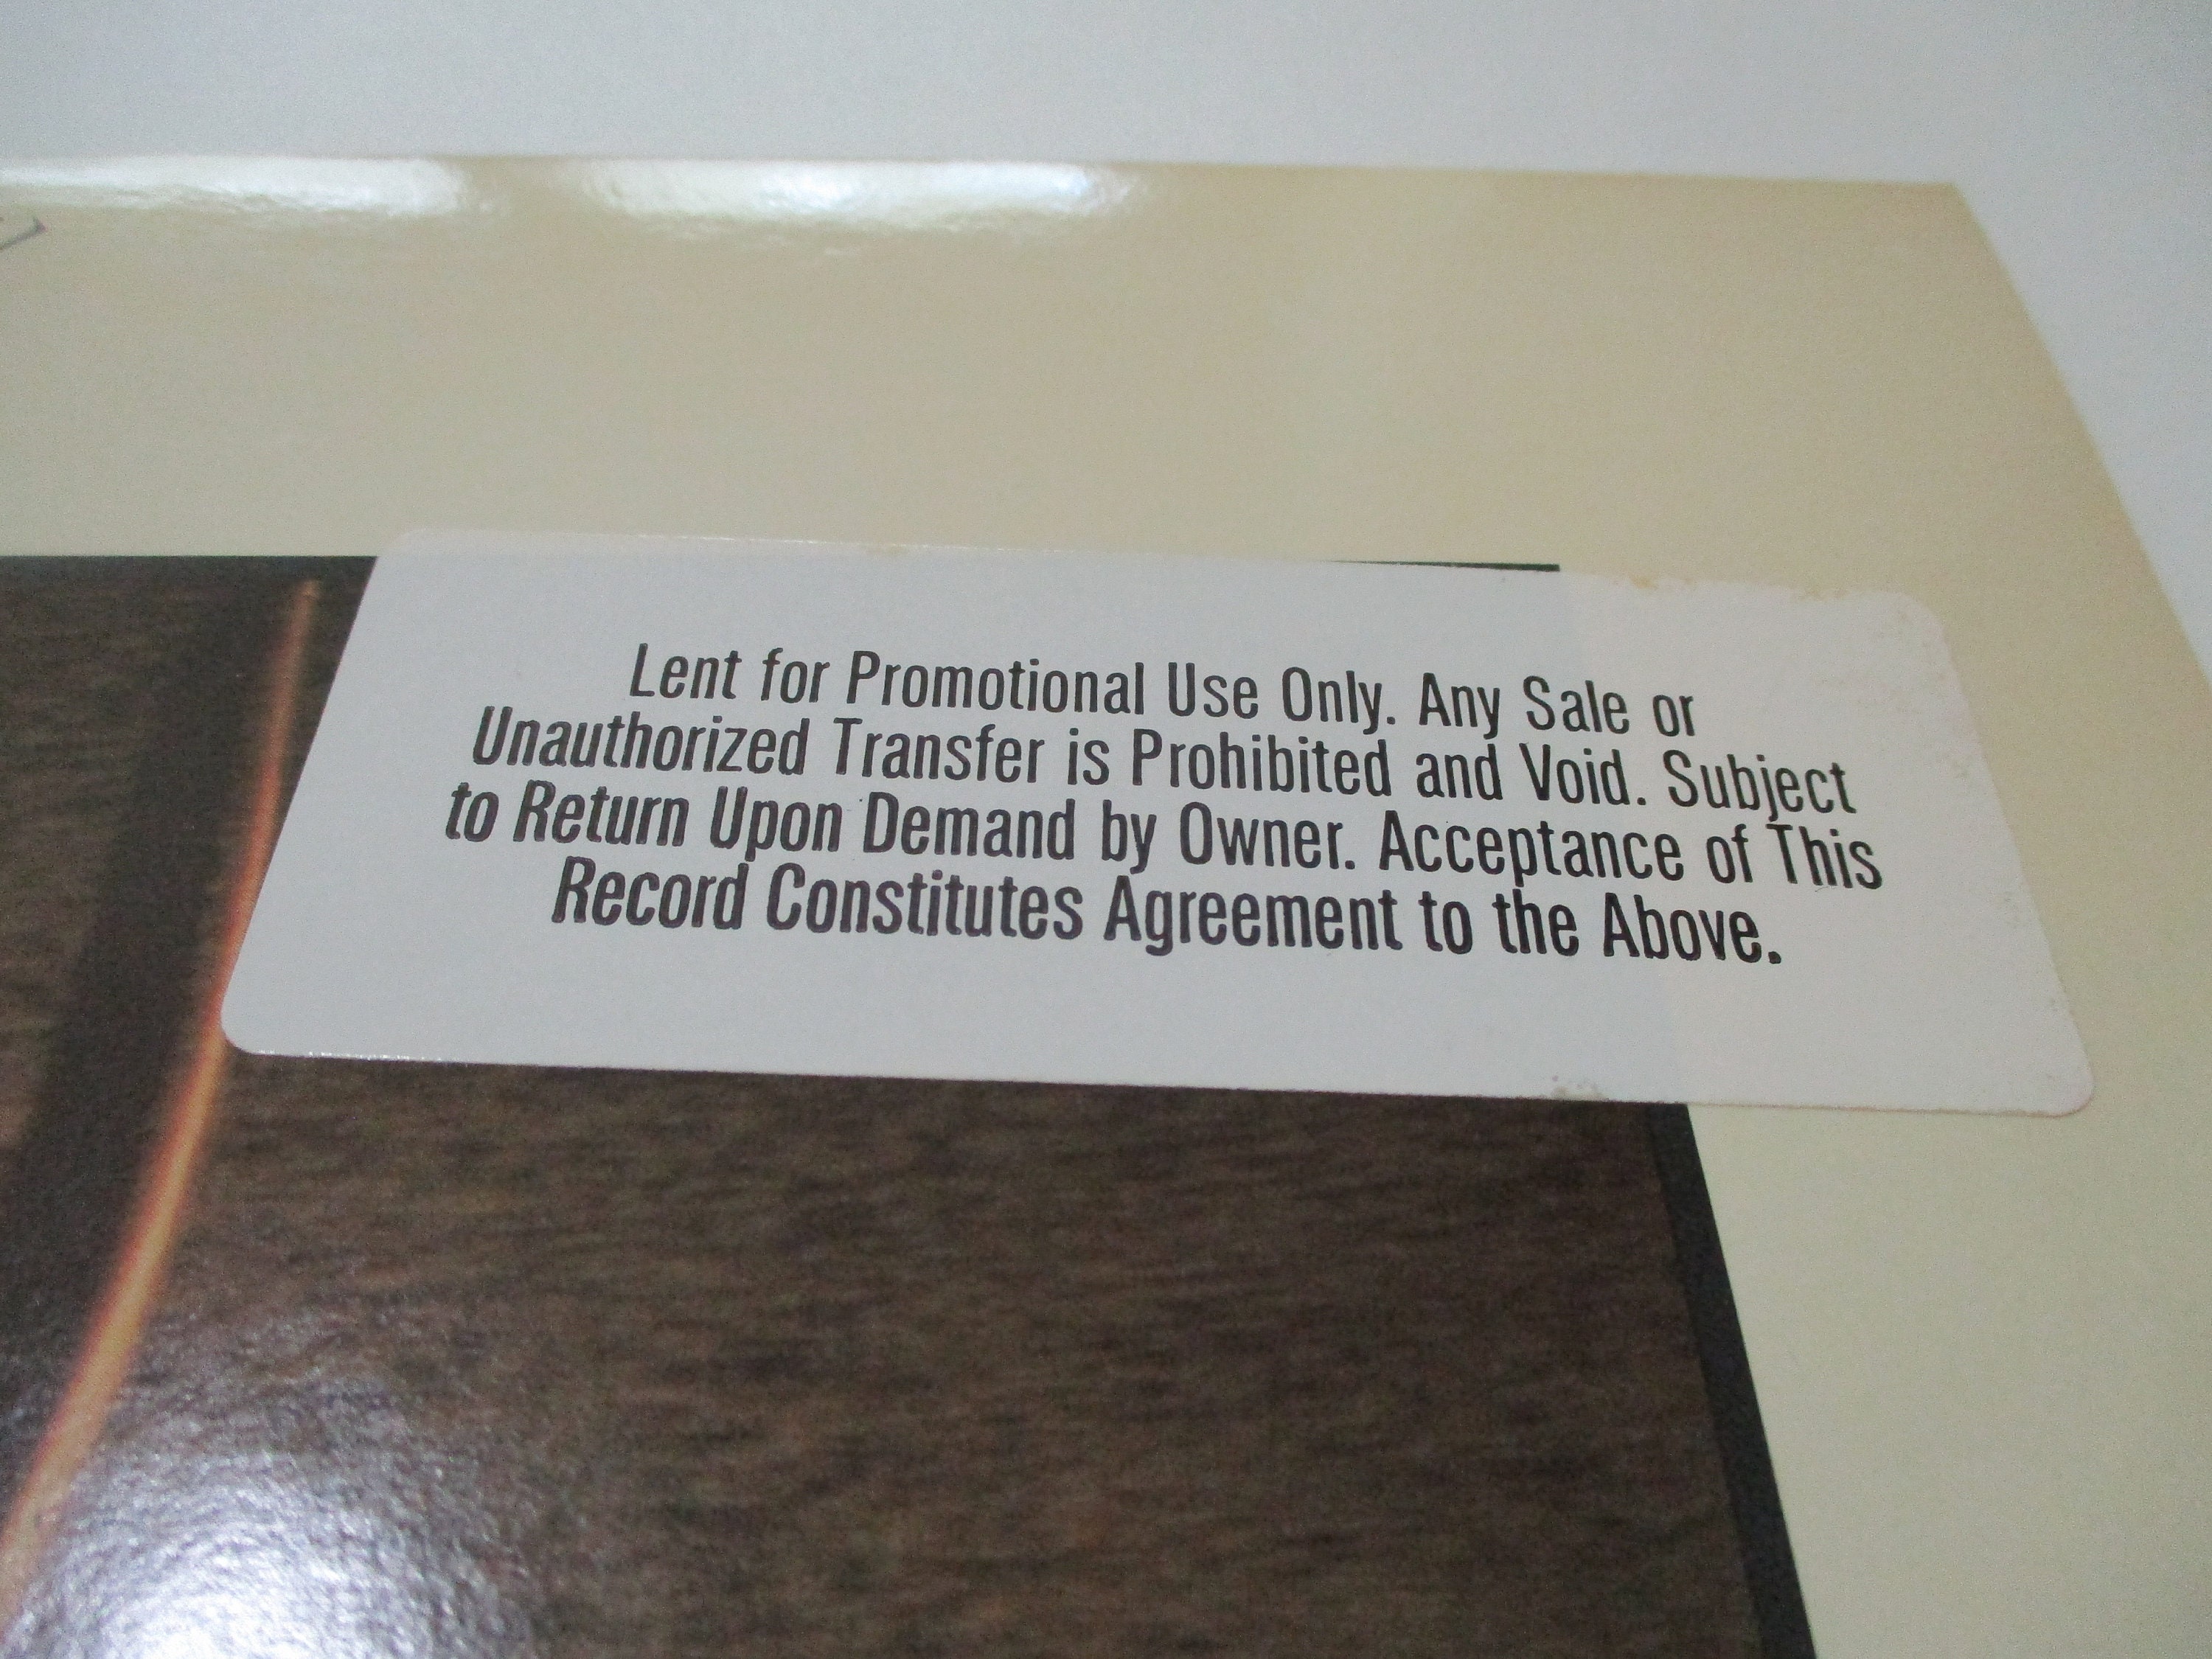 Lent for Promotional Use Only. Any Sale or
Unauthorized Transfer is Prohibited and Void. Subject
to Return Upon Demand by Owner. Acceptance of This
Record Constitutes Agreement to the Above.